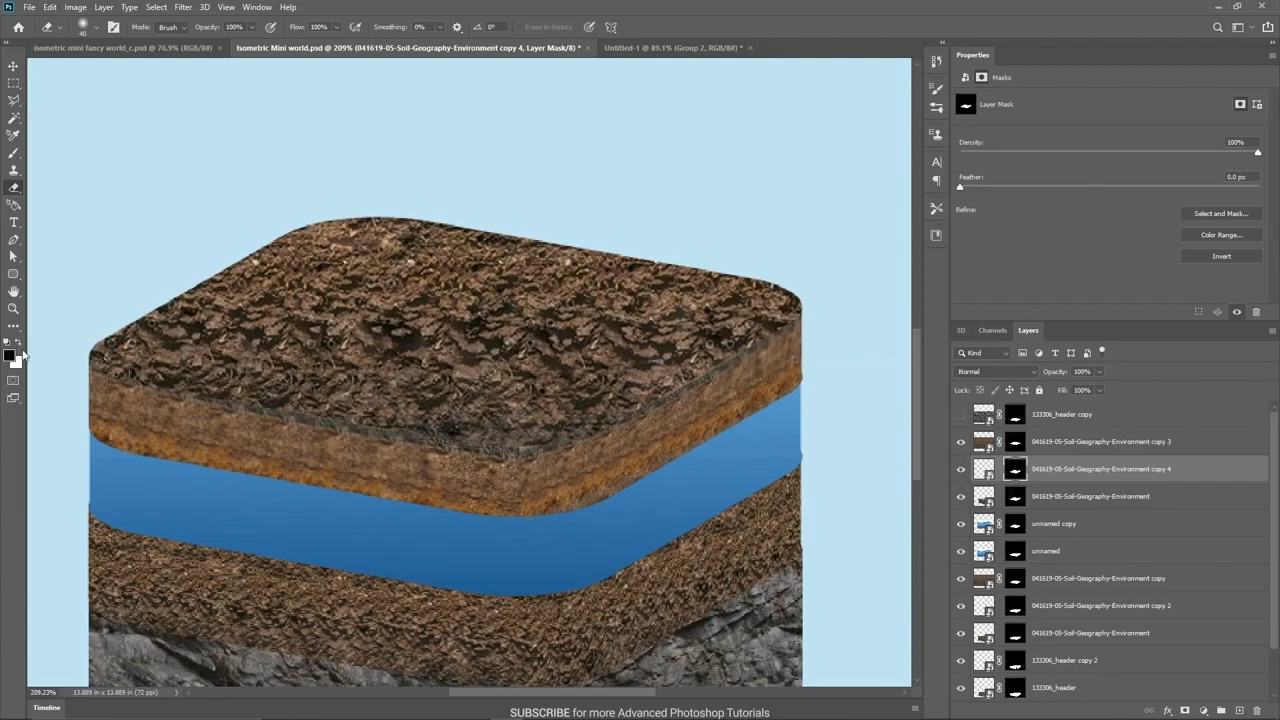 Ps File Edit Image Layer Type Select Filter 3D View Window Help
40 Mode: Brush Opacity: 100% Flow: 100% Smoothing: 0% 0° Erase to History
isometric mini fancy world_c.psd @ 76.9% (RGB/8#) ×
Isometric Mini world.psd @ 209% (041619-05-Soil-Geography-Environment copy 4, Layer Mask/8) * ×
Untitled-1 @ 89.1% (Group 2, RGB/8#) * ×
Properties
Masks
Layer Mask
Density: 100%
Feather: 0.0 px
Refine: Select and Mask...
Color Range...
Invert
3D Channels Layers
Kind
Normal Opacity: 100%
Lock: Fill: 100%
133306_header copy
041619-05-Soil-Geography-Environment copy 3
041619-05-Soil-Geography-Environment copy 4
041619-05-Soil-Geography-Environment
unnamed copy
unnamed
041619-05-Soil-Geography-Environment copy
041619-05-Soil-Geography-Environment copy 2
041619-05-Soil-Geography-Environment
133306_header copy 2
133306_header
209.23% 13.889 in x 13.889 in (72 ppi)
Timeline
SUBSCRIBE for more Advanced Photoshop Tutorials